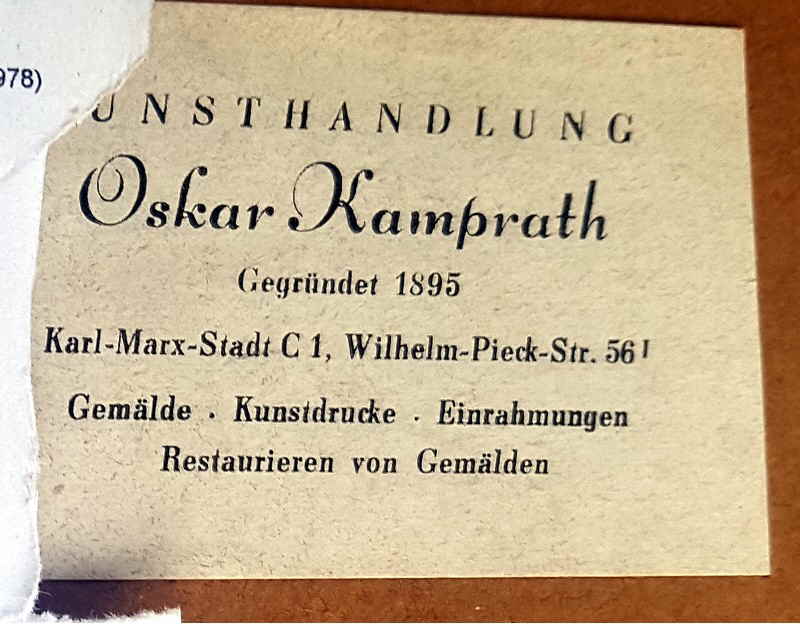 978)
UNSTHANDLUNG
Oskar Kamprath
Gegründet 1895
Karl-Marx-Stadt C 1, Wilhelm-Pieck-Str. 56 I
Gemälde . Kunstdrucke . Einrahmungen
Restaurieren von Gemälden